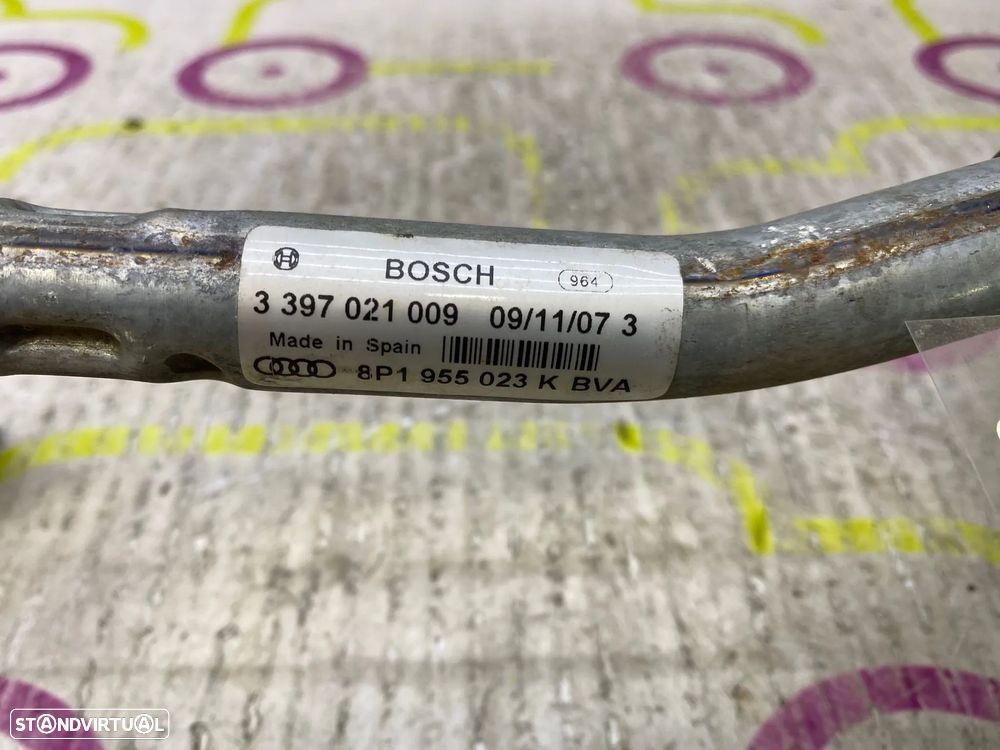 BOSCH 964
3 397 021 009 09/11/07 3
Made in Spain
8P1 955 023 K BVA
STANDVIRTUAL